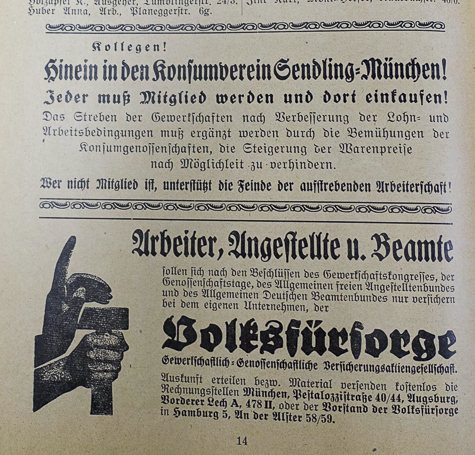 Huber Anna, Arb., Planeggerstr. 6g.
Kollegen!
Hinein in den Konsumverein Sendling-München!
Jeder muß Mitglied werden und dort einkaufen!
Das Streben der Gewerkschaften nach Verbesserung der Lohn- und
Arbeitsbedingungen muß ergänzt werden durch die Bemühungen der
Konsumgenossenschaften, die Steigerung der Warenpreise
nach Möglichkeit zu verhindern.
Wer nicht Mitglied ist, unterstützt die Feinde der aufstrebenden Arbeiterschaft!
Arbeiter, Angestellte u. Beamte
sollen sich nach den Beschlüssen des Gewerkschaftskongresses, der
Genossenschaftstage, des Allgemeinen freien Angestelltenbundes
und des Allgemeinen Deutschen Beamtenbundes nur versichern
bei dem eigenen Unternehmen, der
Volksfürsorge
Gewerkschaftlich-Genossenschaftliche Versicherungsaktiengesellschaft.
Auskunft erteilen bezw. Material versenden kostenlos die
Rechnungsstellen München, Pestalozzistraße 40/44, Augsburg,
Vorderer Lech A, 478 II, oder der Vorstand der Volksfürsorge
in Hamburg 5, An der Alster 58/59.
14